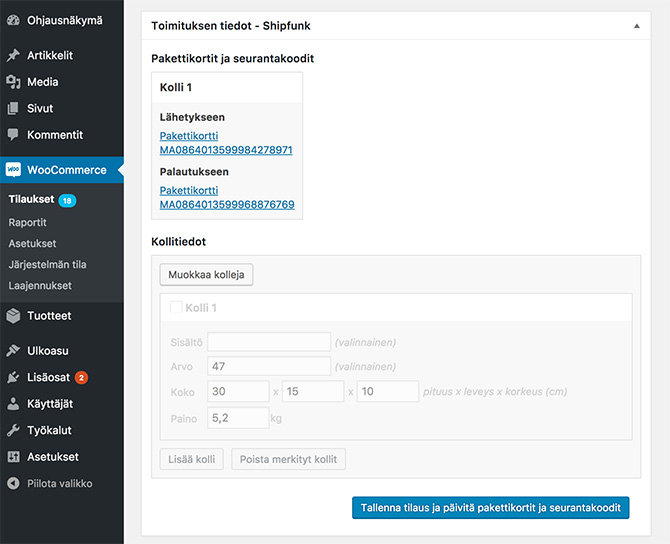 Ohjausnäkymä
Artikkelit
Media
Sivut
Kommentit
WOO WooCommerce
Tilaukset 18
Raportit
Asetukset
Järjestelmän tila
Laajennukset
Tuotteet
Ulkoasu
Lisäosat 2
Käyttäjät
Työkalut
Asetukset
Piilota valikko
Toimituksen tiedot - Shipfunk
Pakettikortit ja seurantakoodit
Kolli 1
Lähetykseen
Pakettikortti
MA0864013599984278971
Palautukseen
Pakettikortti
MA0864013599968876769
Kollitiedot
Muokkaa kolleja
Kolli 1
Sisältö (valinnainen)
Arvo 47 (valinnainen)
Koko 30 x 15 x 10 pituus x leveys x korkeus (cm)
Paino 5,2 kg
Lisää kolli Poista merkityt kollit
Tallenna tilaus ja päivitä pakettikortit ja seurantakoodit